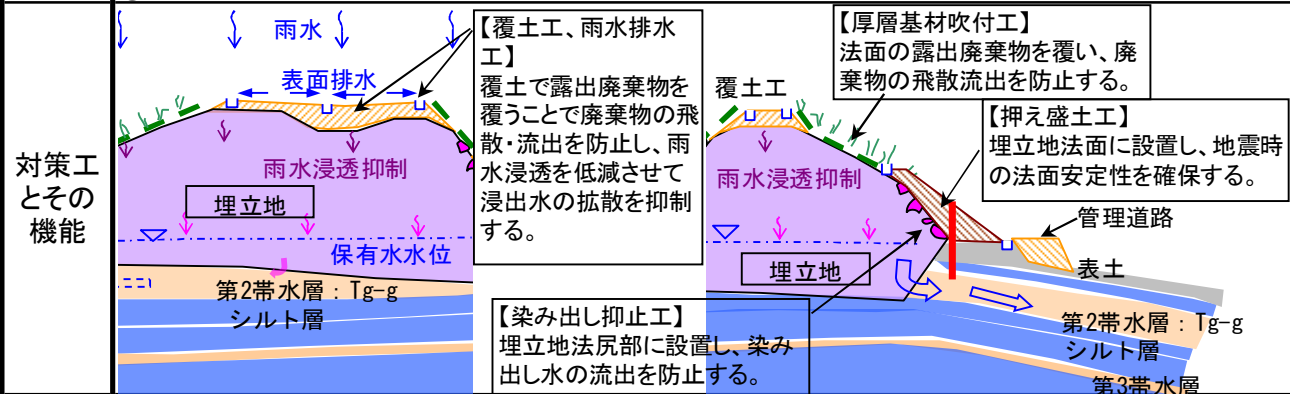 対策工
とその
機能
雨水
表面排水
雨水浸透抑制
埋立地
保有水水位
第2帯水層：Tg-g
シルト層
【覆土工、雨水排水
工】
覆土で露出廃棄物を
覆うことで廃棄物の飛
散・流出を防止し、雨
水浸透を低減させて
浸出水の拡散を抑制
する。
【厚層基材吹付工】
法面の露出廃棄物を覆い、廃
棄物の飛散流出を防止する。
覆土工
【押え盛土工】
埋立地法面に設置し、地震時
の法面安定性を確保する。
雨水浸透抑制
管理道路
埋立地
表土
【染み出し抑止工】
埋立地法尻部に設置し、染み
出し水の流出を防止する。
第2帯水層：Tg-g
シルト層
第3帯水層